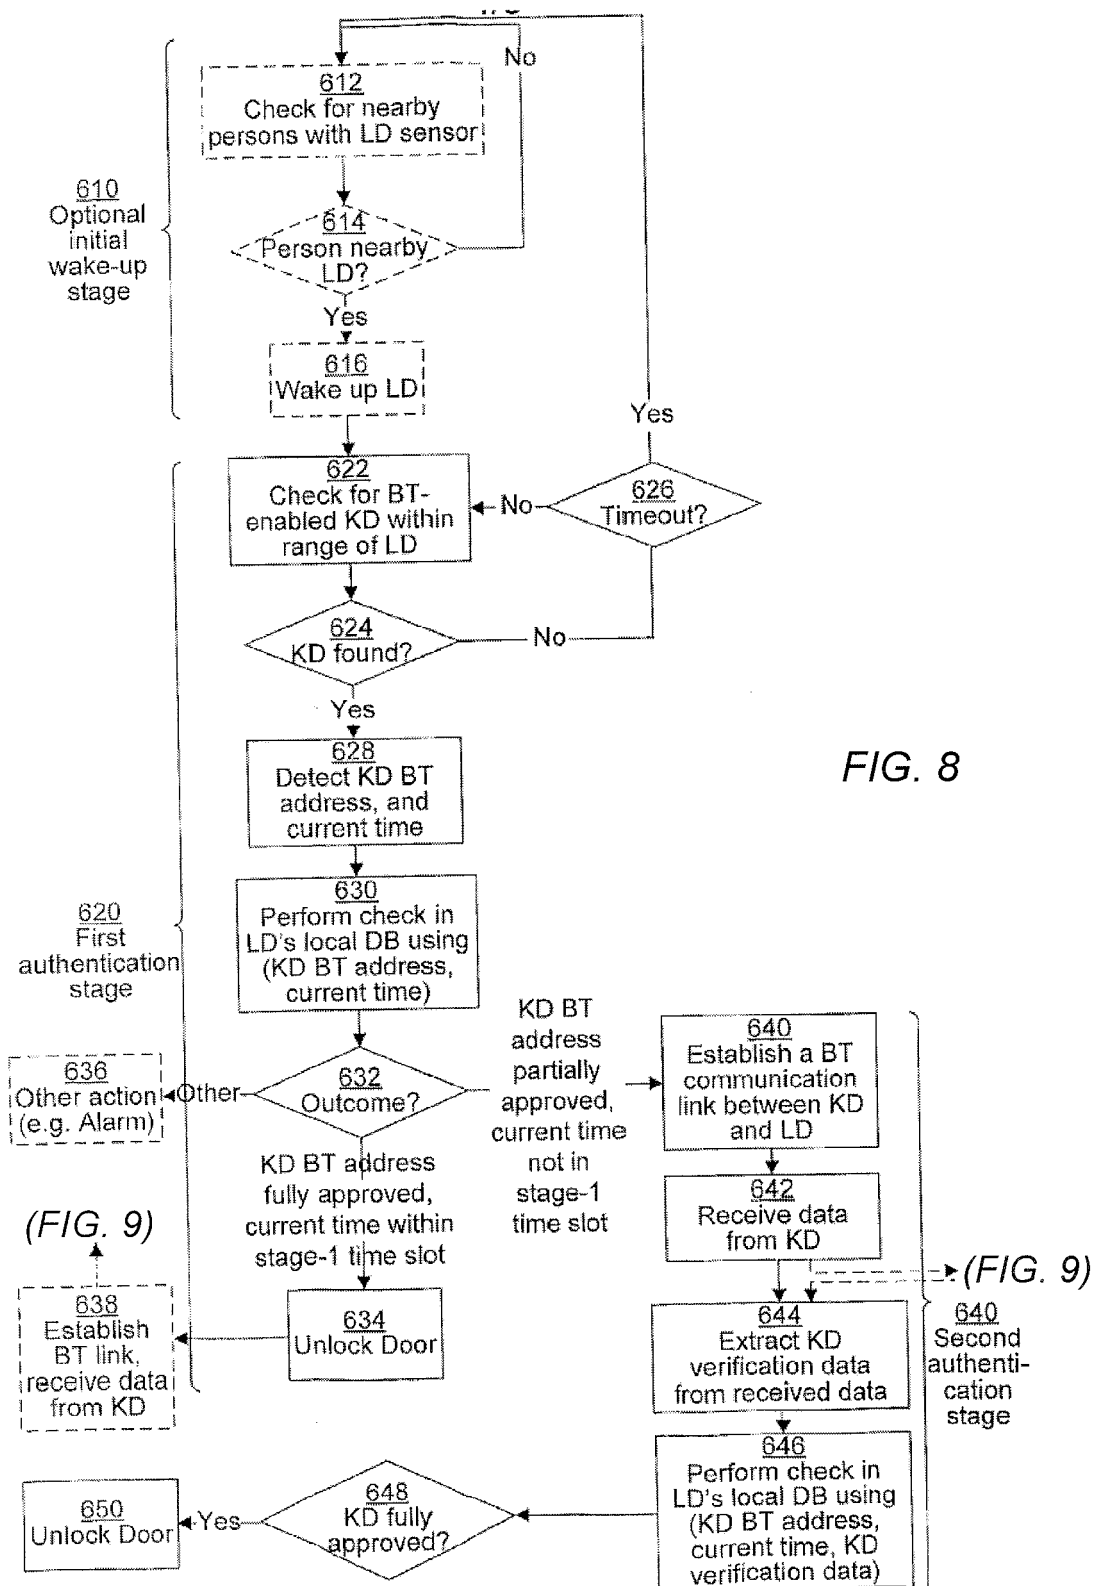 No
612
Check for nearby
persons with LD sensor
610
Optional
initial
wake-up
stage
614
Person nearby
LD?
Yes
616
Wake up LD
Yes
622
Check for BT-
enabled KD within
range of LD
No
626
Timeout?
624
KD found?
No
Yes
628
Detect KD BT
address, and
current time
FIG. 8
620
First
authentication
stage
630
Perform check in
LD's local DB using
(KD BT address,
current time)
KD BT
address
partially
approved,
current time
not in
stage-1
time slot
640
Establish a BT
communication
link between KD
and LD
636
Other action
(e.g. Alarm)
Other
632
Outcome?
KD BT address
fully approved,
current time within
stage-1 time slot
642
Receive data
from KD
(FIG. 9)
(FIG. 9)
638
Establish
BT link,
receive data
from KD
634
Unlock Door
644
Extract KD
verification data
from received data
640
Second
authenti-
cation
stage
646
Perform check in
LD's local DB using
(KD BT address,
current time, KD
verification data)
648
KD fully
approved?
Yes
650
Unlock Door